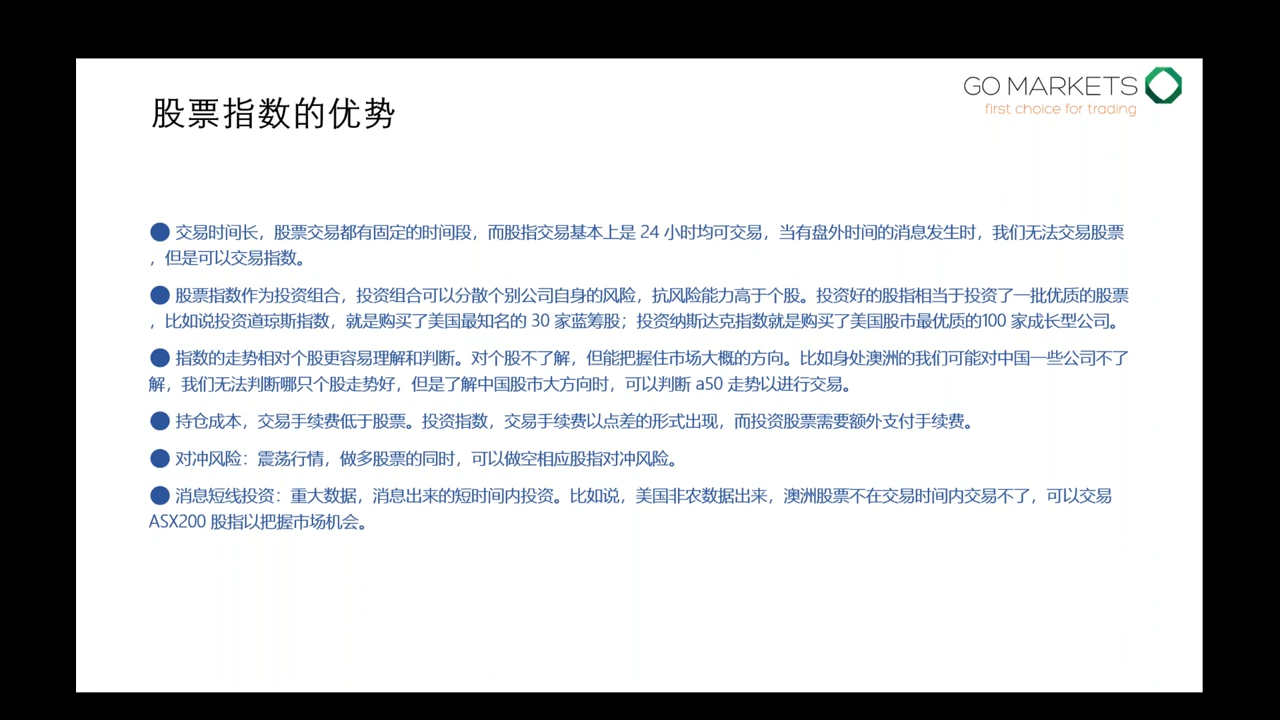 GO MARKETS
first choice for trading
股票指数的优势
● 交易时间长，股票交易都有固定的时间段，而股指交易基本上是 24 小时均可交易，当有盘外时间的消息发生时，我们无法交易股票
，但是可以交易指数。
● 股票指数作为投资组合，投资组合可以分散个别公司自身的风险，抗风险能力高于个股。投资好的股指相当于投资了一批优质的股票
，比如说投资道琼斯指数，就是购买了美国最知名的 30 家蓝筹股；投资纳斯达克指数就是购买了美国股市最优质的100 家成长型公司。
● 指数的走势相对个股更容易理解和判断。对个股不了解，但能把握住市场大概的方向。比如身处澳洲的我们可能对中国一些公司不了
解，我们无法判断哪只个股走势好，但是了解中国股市大方向时，可以判断 a50 走势以进行交易。
● 持仓成本，交易手续费低于股票。投资指数，交易手续费以点差的形式出现，而投资股票需要额外支付手续费。
● 对冲风险：震荡行情，做多股票的同时，可以做空相应股指对冲风险。
● 消息短线投资：重大数据，消息出来的短时间内投资。比如说，美国非农数据出来，澳洲股票不在交易时间内交易不了，可以交易
ASX200 股指以把握市场机会。